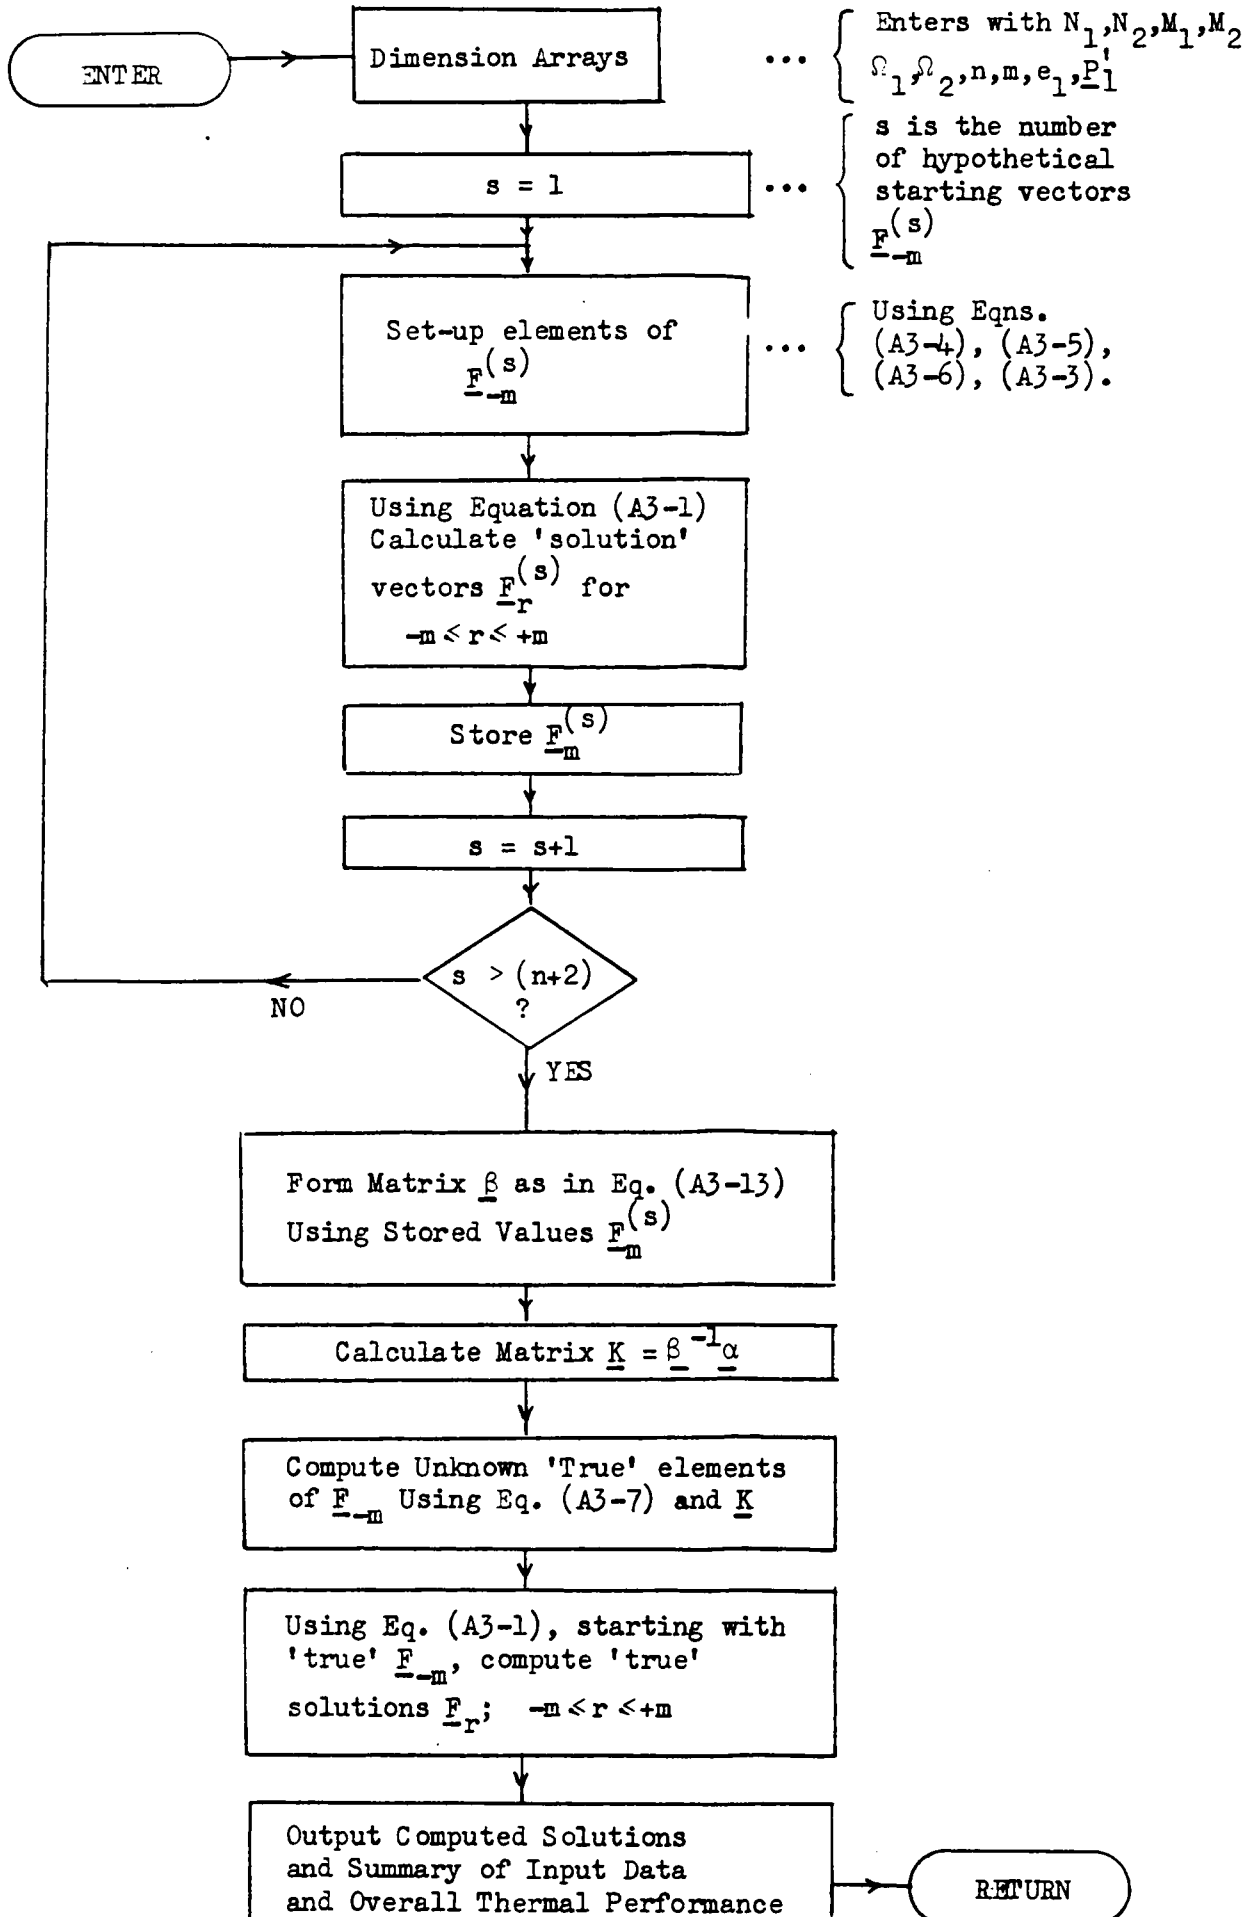 ENTER
Dimension Arrays
... { Enters with N₁,N₂,M₁,M₂
Ω₁,Ω₂,n,m,e₁,P₁'
s = 1
... { s is the number
of hypothetical
starting vectors
F₋ₘ⁽ˢ⁾
Set-up elements of
F₋ₘ⁽ˢ⁾
... { Using Eqns.
(A3-4), (A3-5),
(A3-6), (A3-3).
Using Equation (A3-1)
Calculate 'solution'
vectors Fᵣ⁽ˢ⁾ for
-m ⩽ r ⩽ +m
Store Fₘ⁽ˢ⁾
s = s+1
s > (n+2)
?
NO
YES
Form Matrix β as in Eq. (A3-13)
Using Stored Values Fₘ⁽ˢ⁾
Calculate Matrix K = β⁻¹α
Compute Unknown 'True' elements
of F₋ₘ Using Eq. (A3-7) and K
Using Eq. (A3-1), starting with
'true' F₋ₘ, compute 'true'
solutions Fᵣ; -m ⩽ r ⩽ +m
Output Computed Solutions
and Summary of Input Data
and Overall Thermal Performance
RETURN